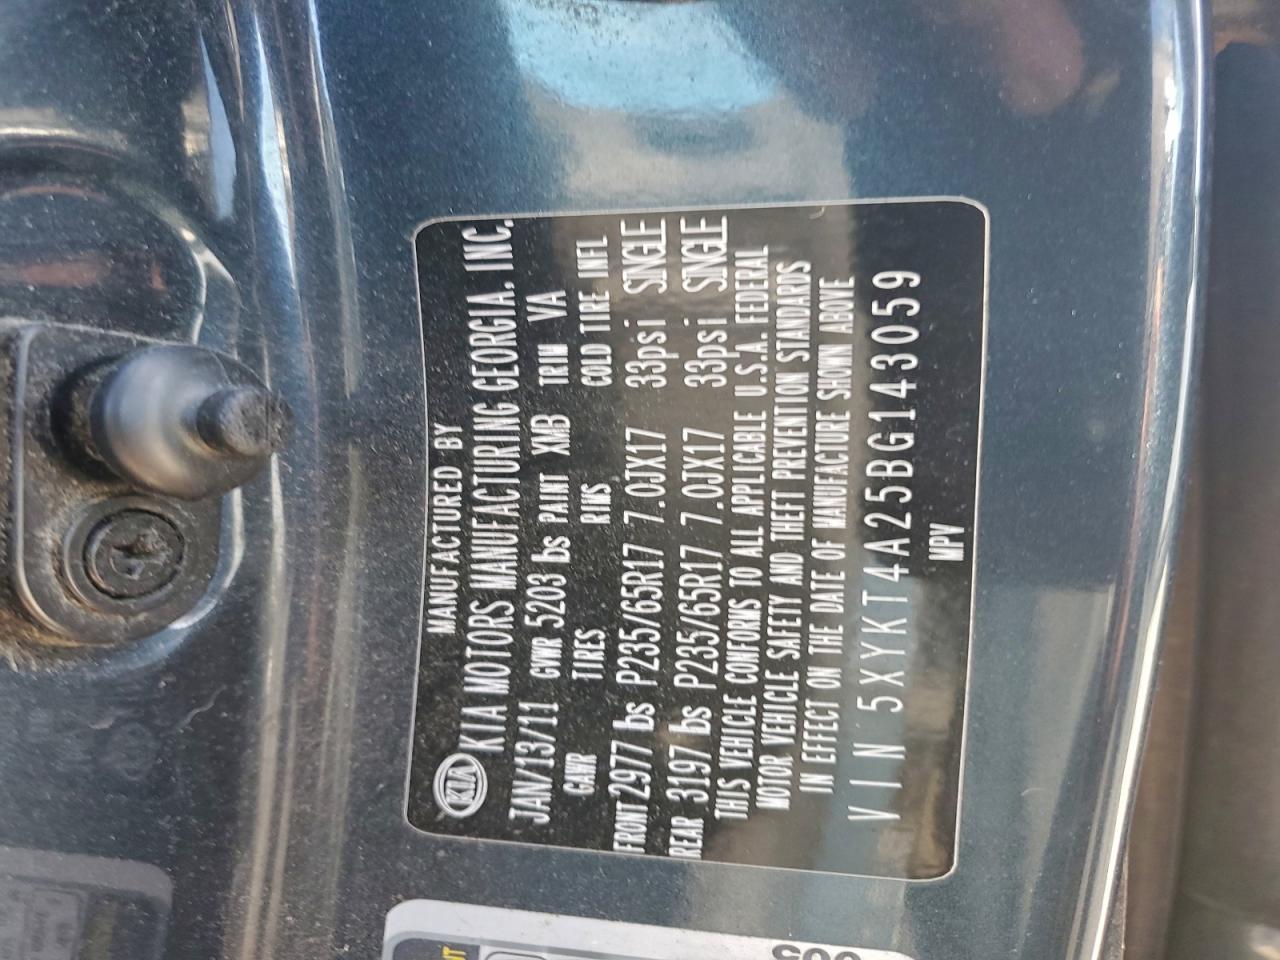 MANUFACTURED BY
KIA KIA MOTORS MANUFACTURING GEORGIA, INC.
JAN/13/11 GVWR 5203 lbs PAINT XMB TRIM VA
GAWR TIRES RIMS COLD TIRE INFL
FRONT 2977 lbs P235/65R17 7.0JX17 33psi SINGLE
REAR 3197 lbs P235/65R17 7.0JX17 33psi SINGLE
THIS VEHICLE CONFORMS TO ALL APPLICABLE U.S.A. FEDERAL
MOTOR VEHICLE SAFETY AND THEFT PREVENTION STANDARDS
IN EFFECT ON THE DATE OF MANUFACTURE SHOWN ABOVE
VIN 5XYKT4A25BG143059
MPV